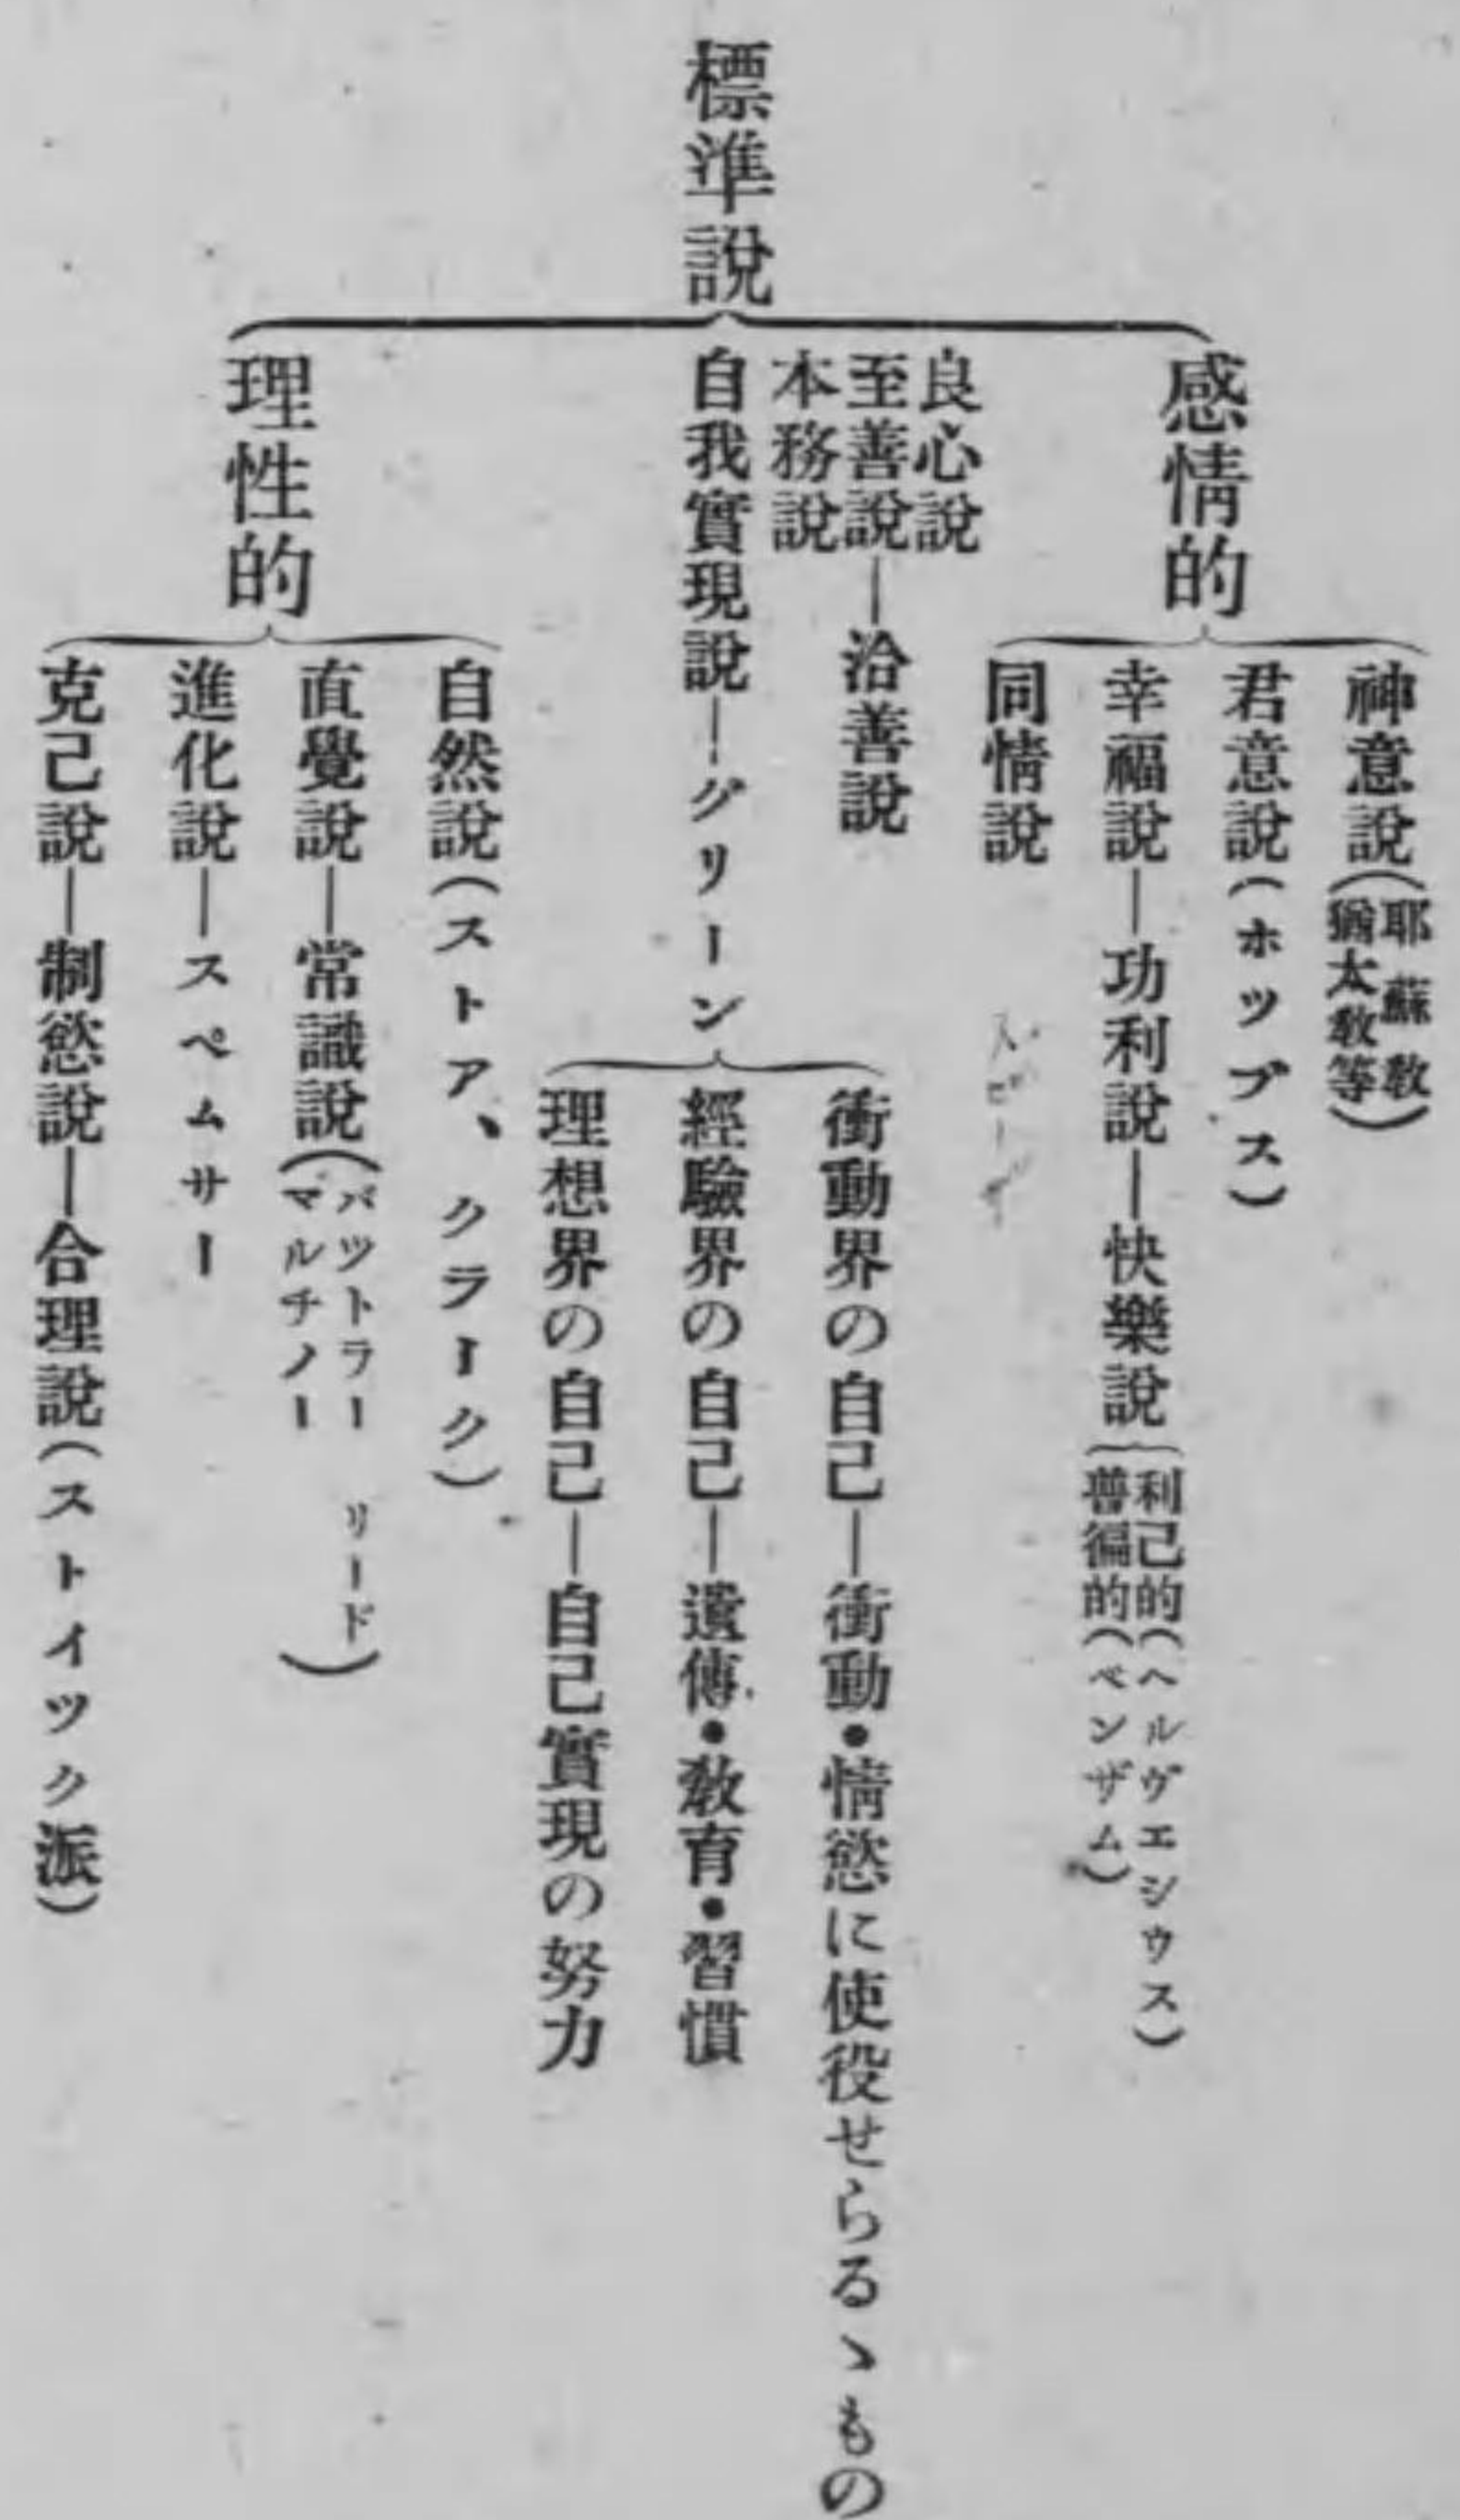 標準說
感情的
神意說(耶蘇敎
猶太敎等)
君意說(ホッブス)
幸福說―功利說―快樂說
利己的(ヘルヴエシウス)
普徧的(ベンザム)
同情說
良心說
至善說―洽善說
本務說
自我實現說―グリーン
衝動界の自己―衝動●情慾に使役せらるゝもの
經驗界の自己―遺傳●敎育●習慣
理想界の自己―自己實現の努力
理性的
自然說(ストア、クラーク)
直覺說―常識說(バットラー リード
マルチノー)
進化說―スペムサー
克己說―制慾說―合理說(ストイック派)